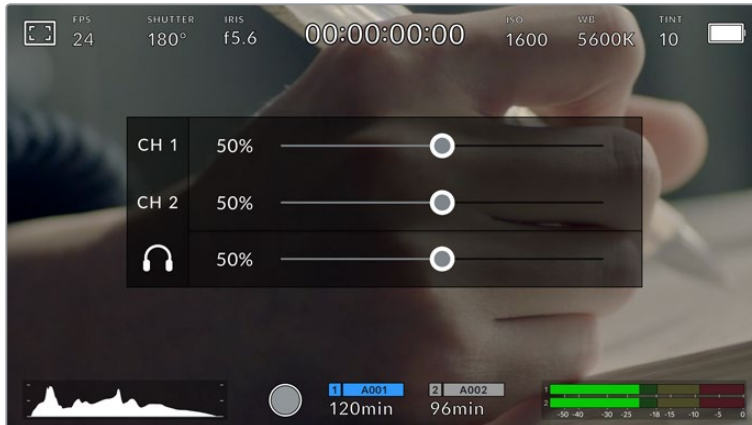 FPS SHUTTER IRIS 00:00:00:00 ISO WB TINT
24 180° f5.6 1600 5600K 10
CH 1 50%
CH 2 50%
50%
1 A001 2 A002
120min 96min
1
2
-50 -40 -30 -25 -18 -15 -10 -5 0